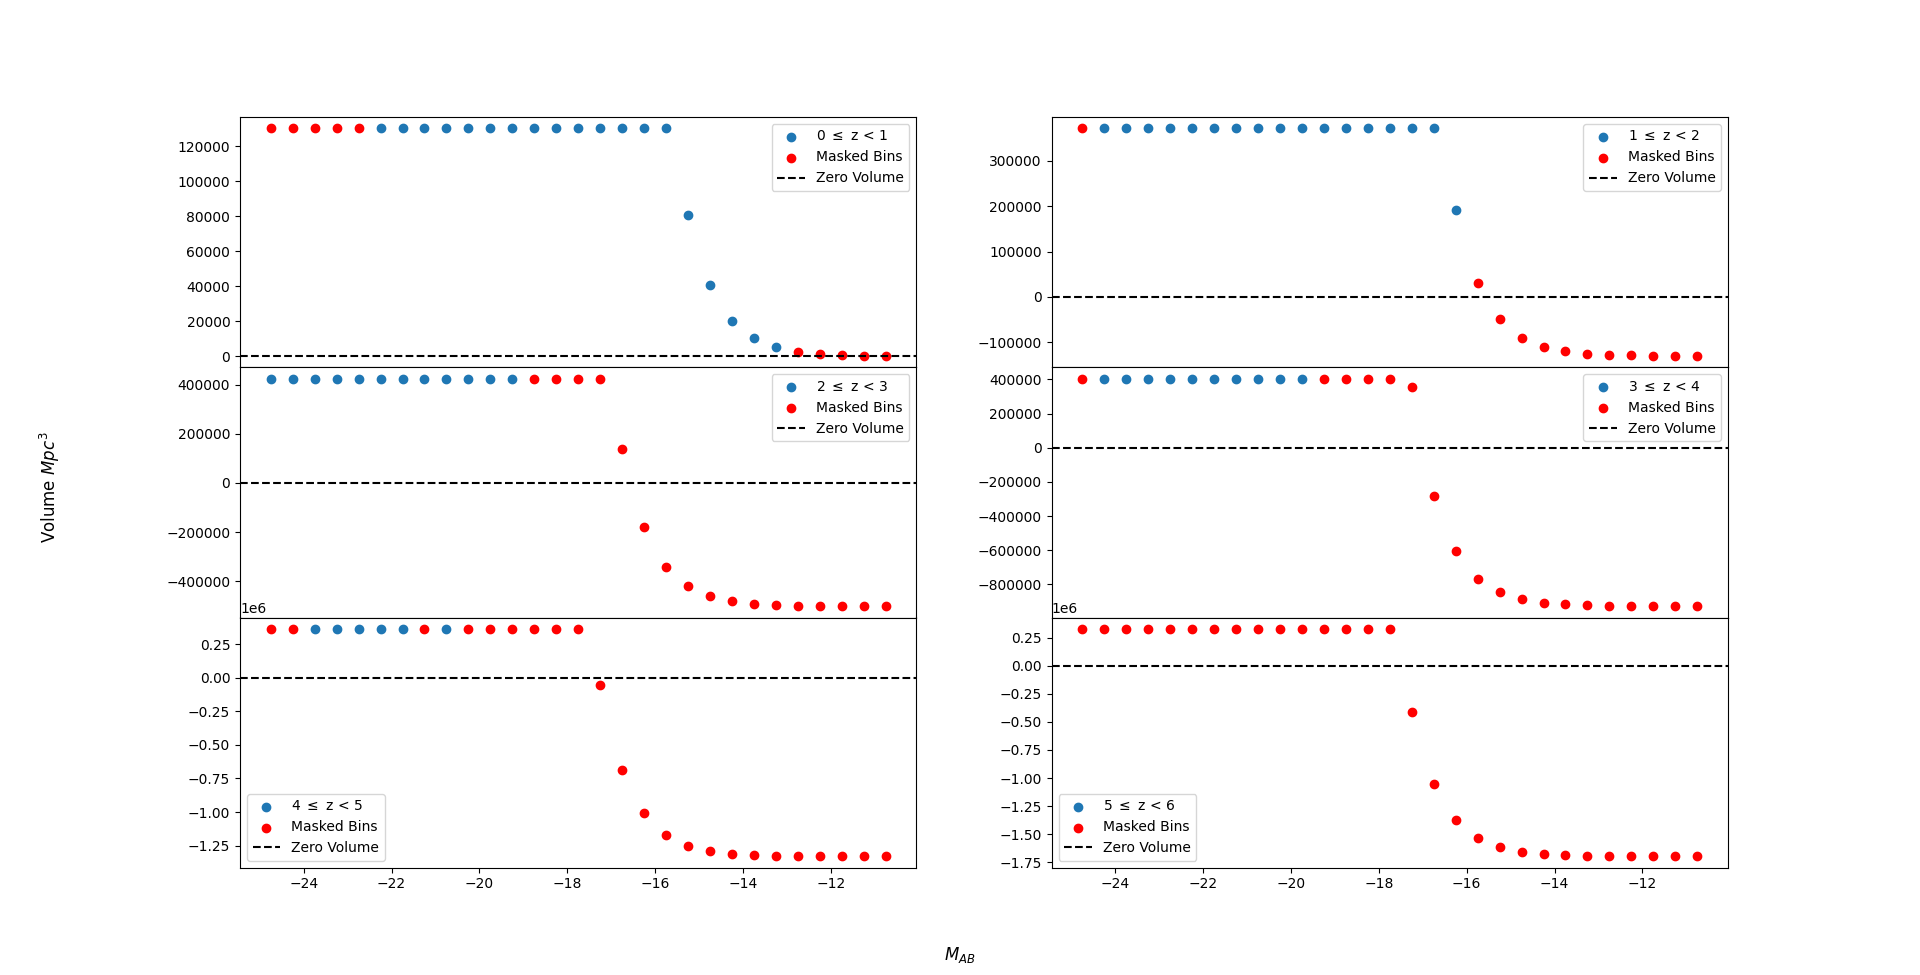 120000
100000
80000
60000
40000
20000
0
0 ≤ z < 1
Masked Bins
Zero Volume
300000
200000
100000
0
−100000
1 ≤ z < 2
Masked Bins
Zero Volume
400000
200000
0
−200000
−400000
2 ≤ z < 3
Masked Bins
Zero Volume
400000
200000
0
−200000
−400000
−600000
−800000
3 ≤ z < 4
Masked Bins
Zero Volume
1e6
0.25
0.00
−0.25
−0.50
−0.75
−1.00
−1.25
4 ≤ z < 5
Masked Bins
Zero Volume
−24 −22 −20 −18 −16 −14 −12
1e6
0.25
0.00
−0.25
−0.50
−0.75
−1.00
−1.25
−1.50
−1.75
5 ≤ z < 6
Masked Bins
Zero Volume
−24 −22 −20 −18 −16 −14 −12
Volume Mpc³
M_AB